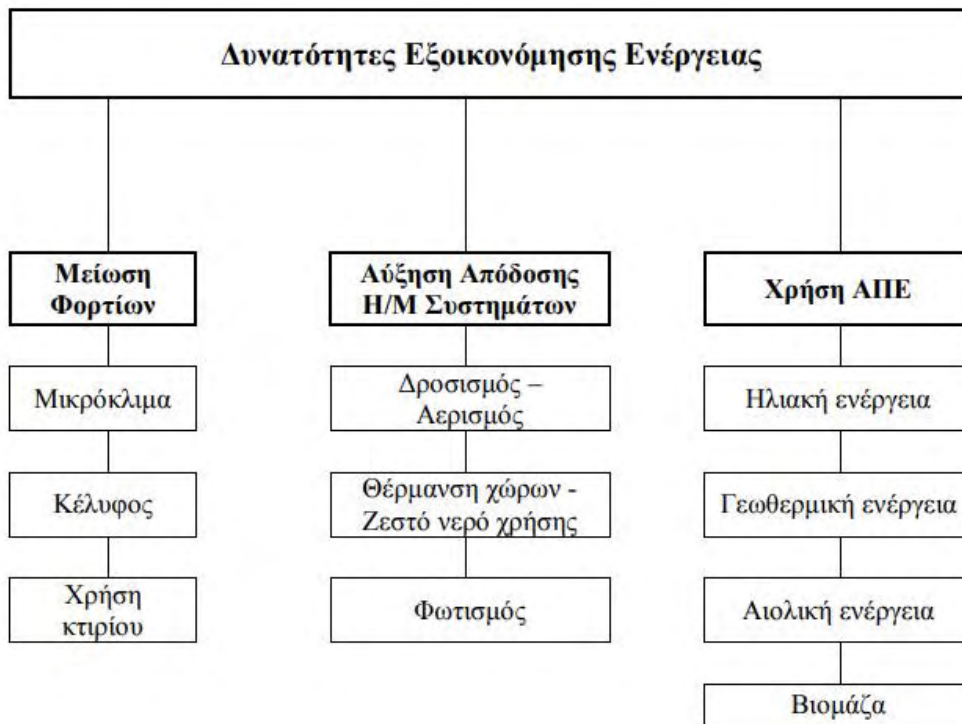 Δυνατότητες Εξοικονόμησης Ενέργειας
Μείωση
Φορτίων
Μικρόκλιμα
Κέλυφος
Χρήση
κτιρίου
Αύξηση Απόδοσης
Η/Μ Συστημάτων
Δροσισμός –
Αερισμός
Θέρμανση χώρων -
Ζεστό νερό χρήσης
Φωτισμός
Χρήση ΑΠΕ
Ηλιακή ενέργεια
Γεωθερμική ενέργεια
Αιολική ενέργεια
Βιομάζα